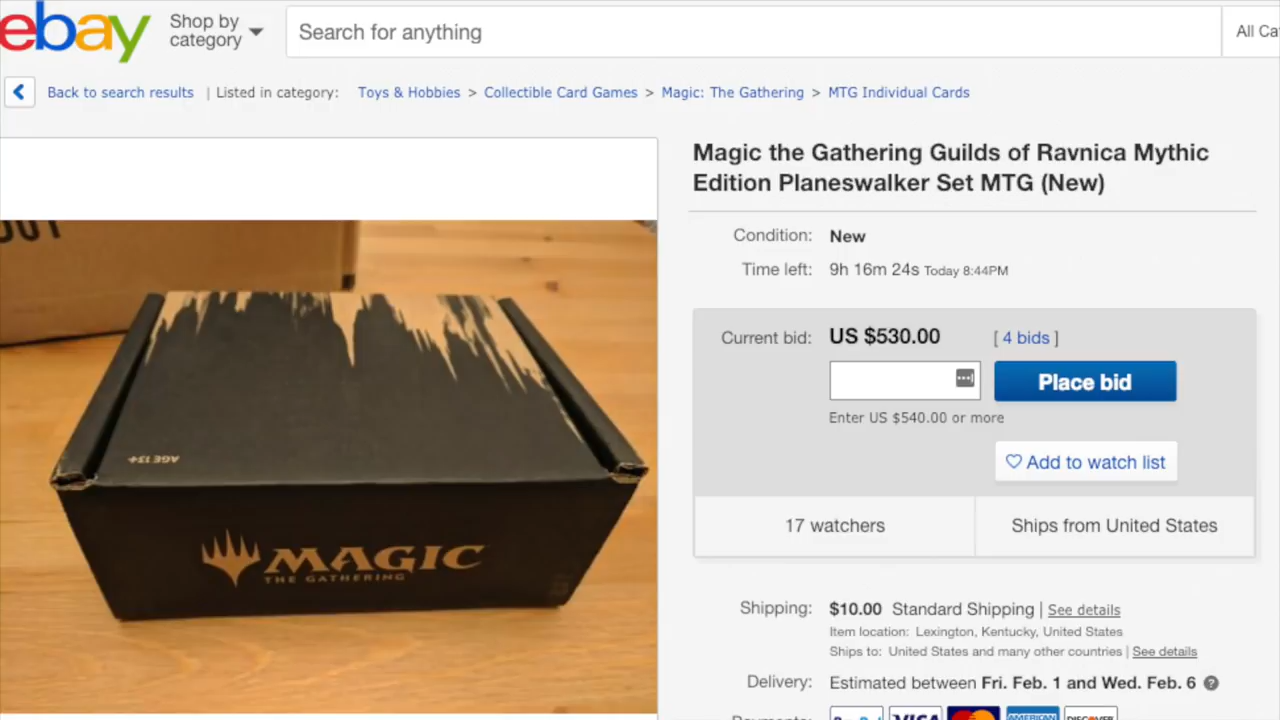 ebay
Shop by
category
Search for anything
All Ca
Back to search results | Listed in category: Toys & Hobbies > Collectible Card Games > Magic: The Gathering > MTG Individual Cards
Magic the Gathering Guilds of Ravnica Mythic
Edition Planeswalker Set MTG (New)
Condition: New
Time left: 9h 16m 24s Today 8:44PM
Current bid: US $530.00 [ 4 bids ]
Place bid
Enter US $540.00 or more
Add to watch list
17 watchers
Ships from United States
Shipping: $10.00 Standard Shipping | See details
Item location: Lexington, Kentucky, United States
Ships to: United States and many other countries | See details
Delivery: Estimated between Fri. Feb. 1 and Wed. Feb. 6
Payments:
PayPal VISA AMERICAN DISCOVER
AGE 13+
MAGIC
THE GATHERING